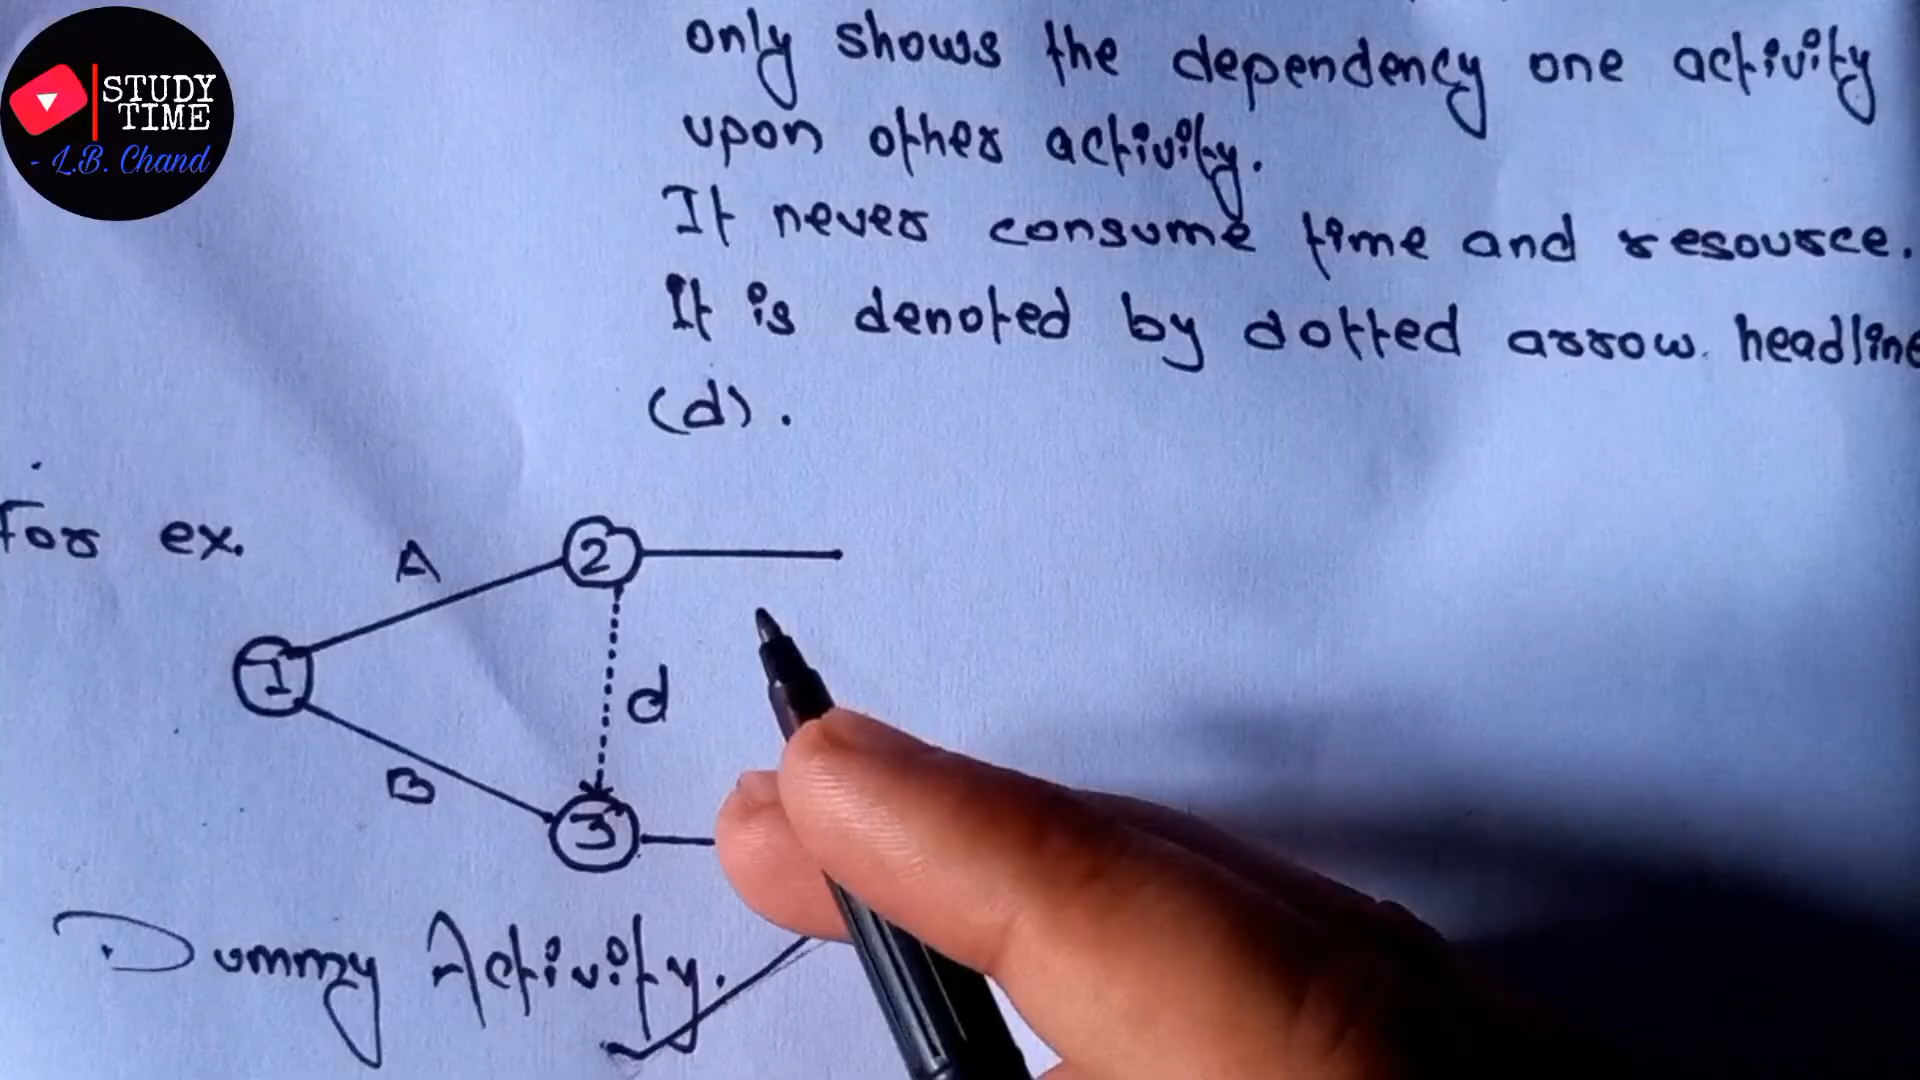 STUDY
TIME
- L.B. Chand
only shows the dependency one activity
upon other activity.
It never consume time and resource.
It is denoted by dotted arrow headline
(d).
For ex.
A
2
1
d
B
3
Dummy Activity.